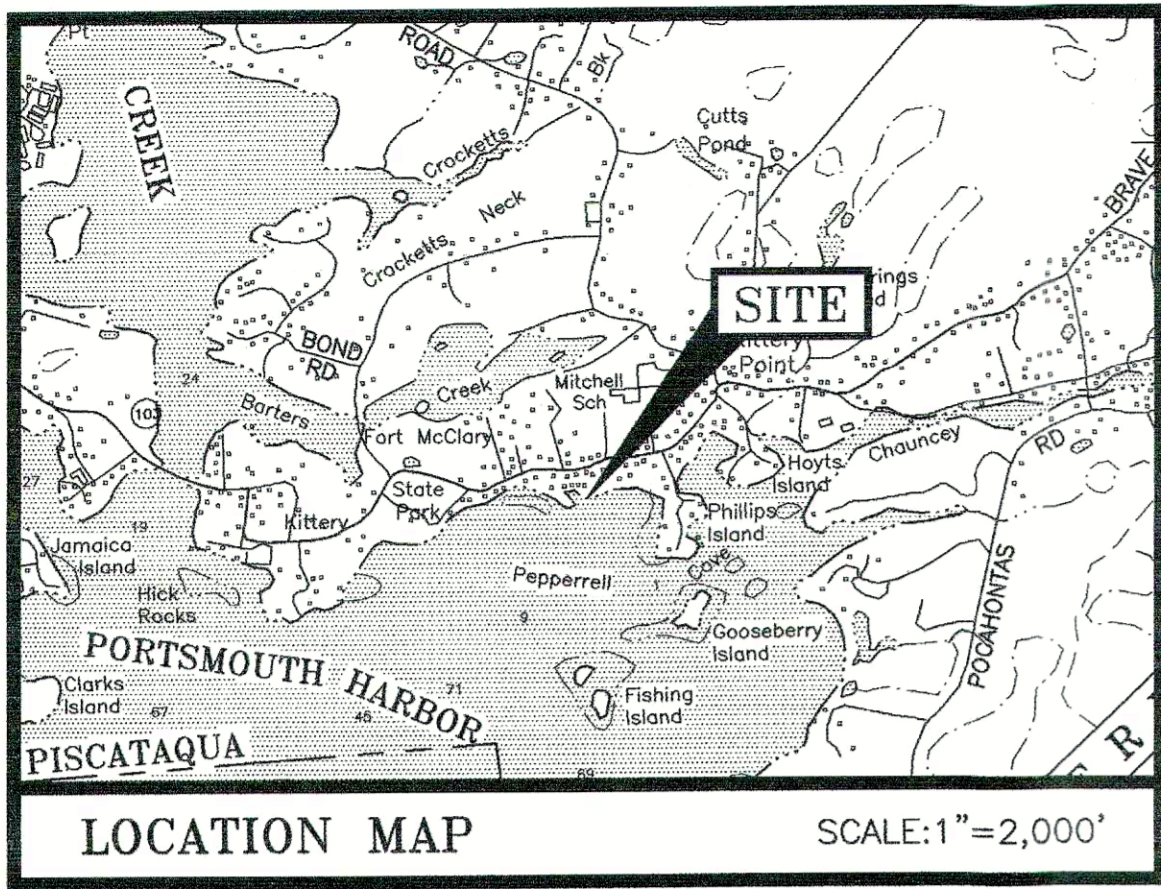 Pt
ROAD
Bk
CREEK
Cutts
Pond
Crocketts
Neck
Crocketts
BRAVE
SITE
BOND
RD
24
103
Creek
Mitchell
Sch
Point
Barters
Fort McClary
Chauncey
RD
Hoyts
Island
27
State
Park
19
Kittery
Phillips
Island
Jamaica
Island
Hick
Rocks
Pepperrell
Cove
1
9
Gooseberry
Island
POCAHONTAS
PORTSMOUTH HARBOR
Clarks
Island
67
45
71
Fishing
Island
PISCATAQUA
69
R
LOCATION MAP
SCALE:1"=2,000'